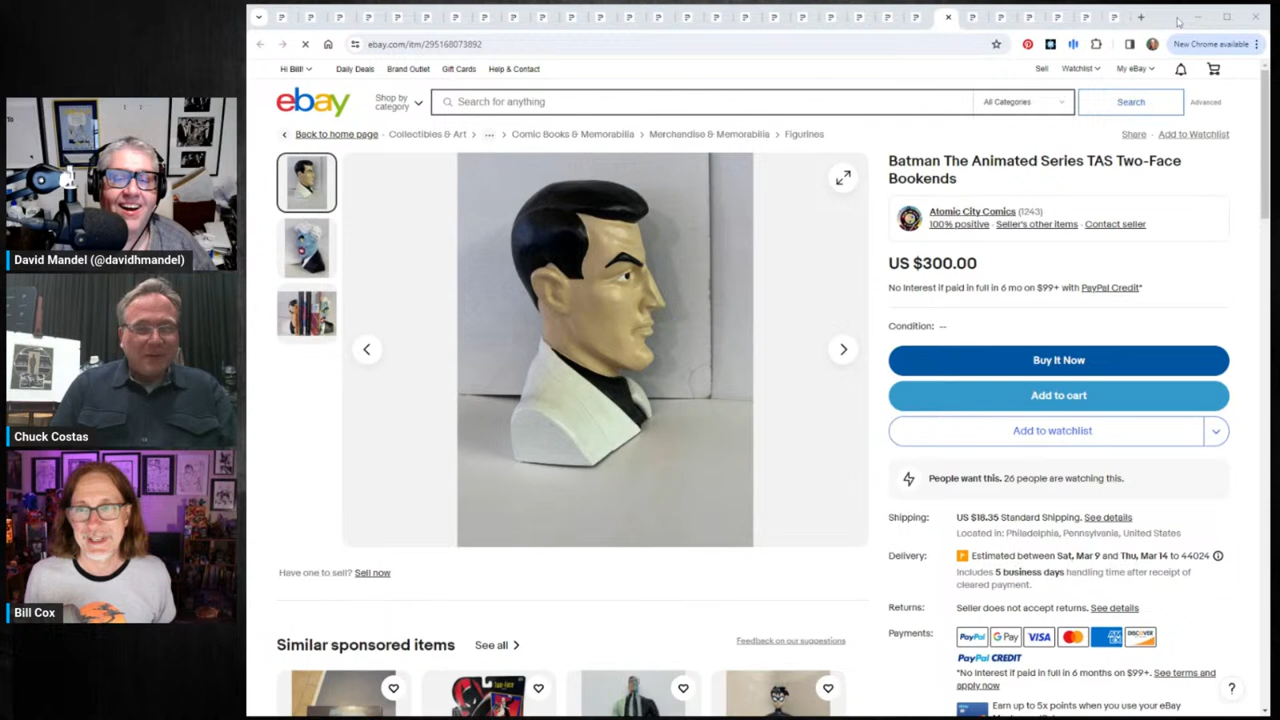 ebay.com/itm/295168073892
New Chrome available
Hi Bill!
Daily Deals
Brand Outlet
Gift Cards
Help & Contact
Sell
Watchlist
My eBay
ebay
Shop by category
Search for anything
All Categories
Search
Advanced
Back to home page
Collectibles & Art
...
Comic Books & Memorabilia
Merchandise & Memorabilia
Figurines
Share
Add to Watchlist
Batman The Animated Series TAS Two-Face
Bookends
Atomic City Comics (1243)
100% positive · Seller's other items · Contact seller
US $300.00
No Interest if paid in full in 6 mo on $99+ with PayPal Credit*
Condition: --
Buy It Now
Add to cart
Add to watchlist
People want this. 26 people are watching this.
Shipping: US $18.35 Standard Shipping. See details
Located in: Philadelphia, Pennsylvania, United States
Delivery: Estimated between Sat, Mar 9 and Thu, Mar 14 to 44024
Includes 5 business days handling time after receipt of
cleared payment.
Returns: Seller does not accept returns. See details
Payments: PayPal G Pay VISA DISCOVER
PayPal CREDIT
*No interest if paid in full in 6 months on $99+. See terms and
apply now
Earn up to 5x points when you use your eBay
Have one to sell? Sell now
Similar sponsored items See all
Feedback on our suggestions
David Mandel (@davidhmandel)
Chuck Costas
Bill Cox